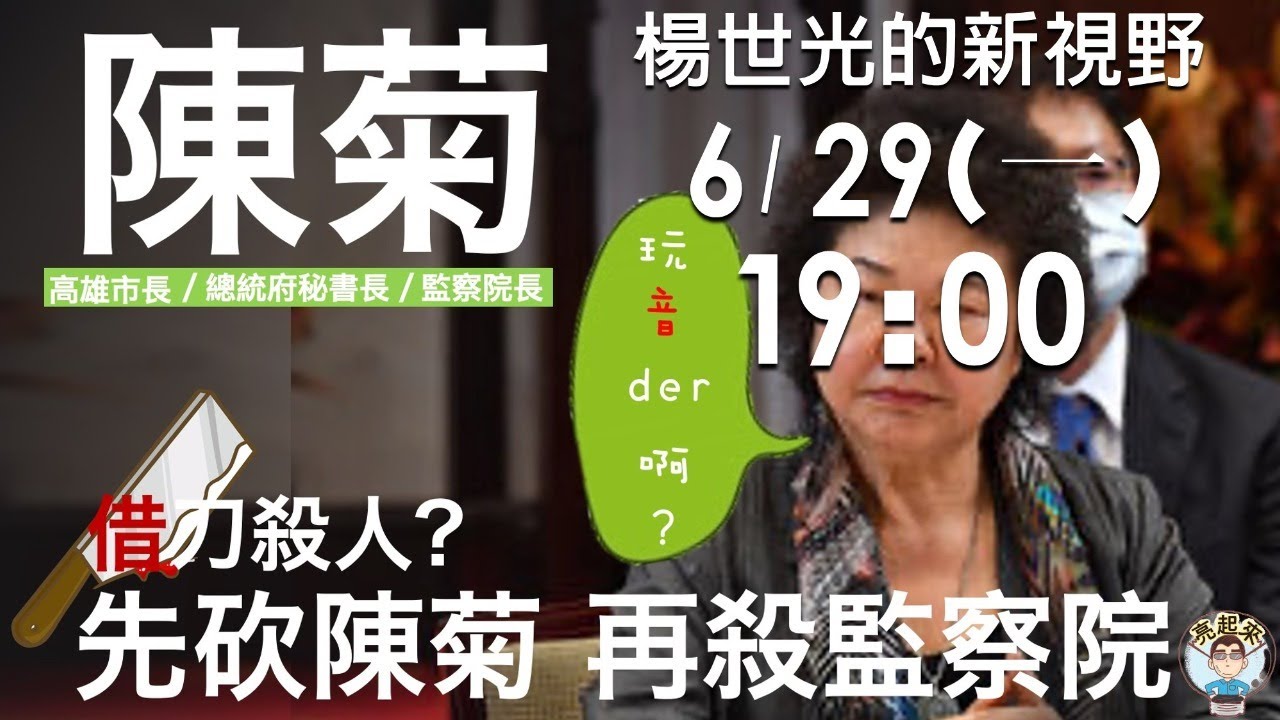 陳菊
高雄市長 / 總統府秘書長 / 監察院長
楊世光的新視野
6/29(一)
19:00
玩
音
der
啊
?
借刀殺人?
先砍陳菊 再殺監察院
亮起來